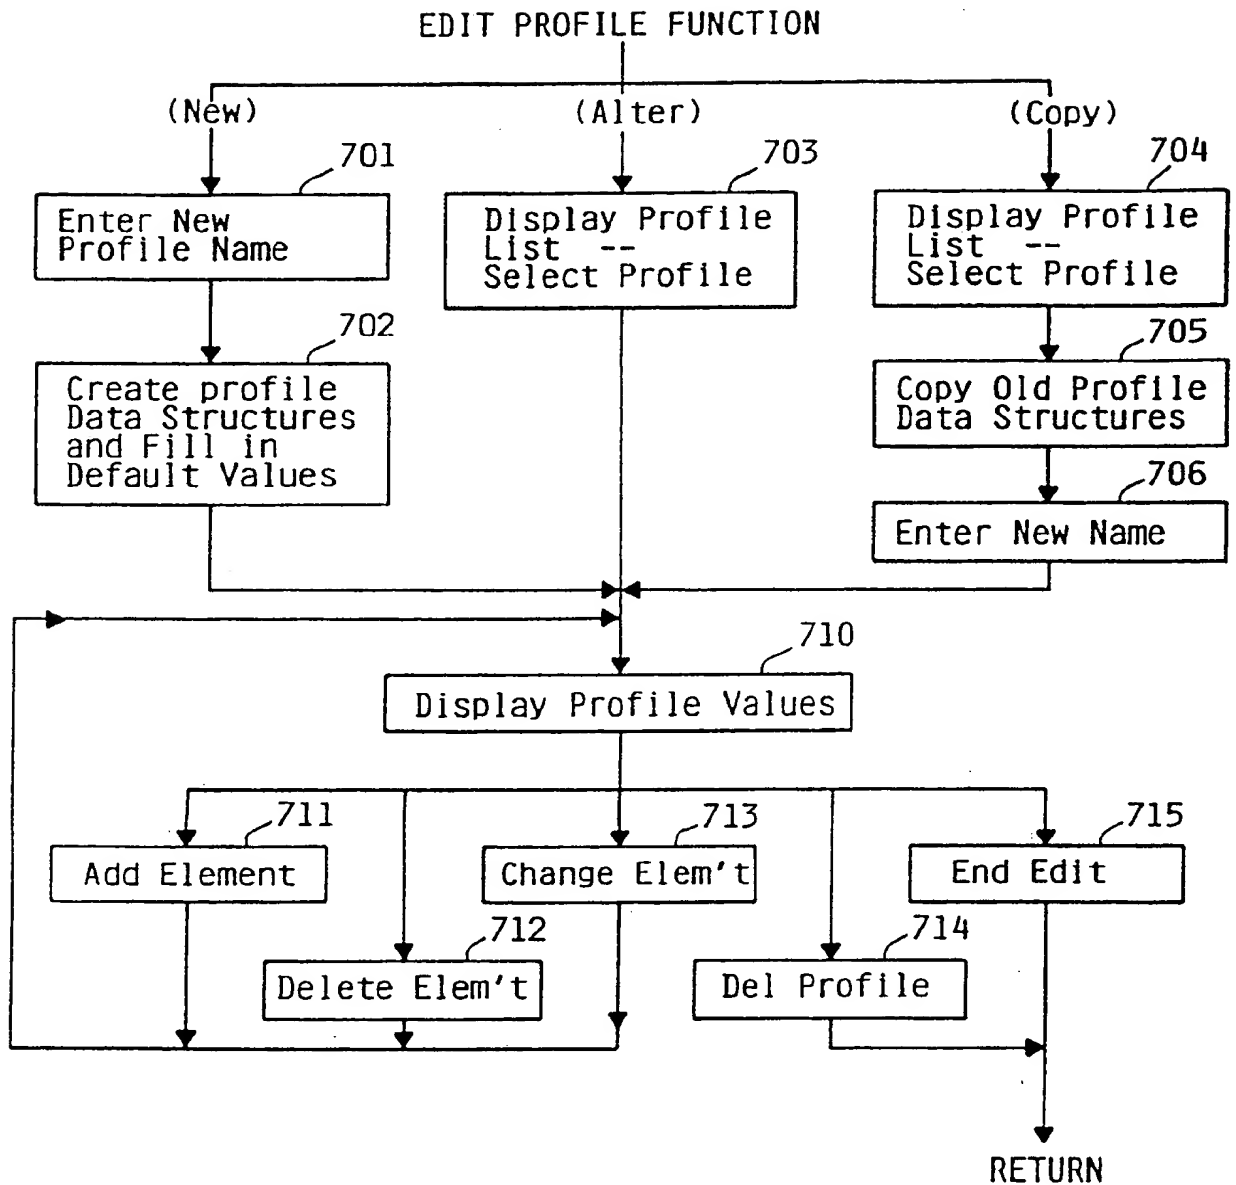 EDIT PROFILE FUNCTION
(New)
(Alter)
(Copy)
701
703
704
Enter New
Profile Name
Display Profile
List --
Select Profile
Display Profile
List --
Select Profile
702
705
Create profile
Data Structures
and Fill in
Default Values
Copy Old Profile
Data Structures
706
Enter New Name
710
Display Profile Values
711
713
715
Add Element
Change Elem't
End Edit
712
714
Delete Elem't
Del Profile
RETURN